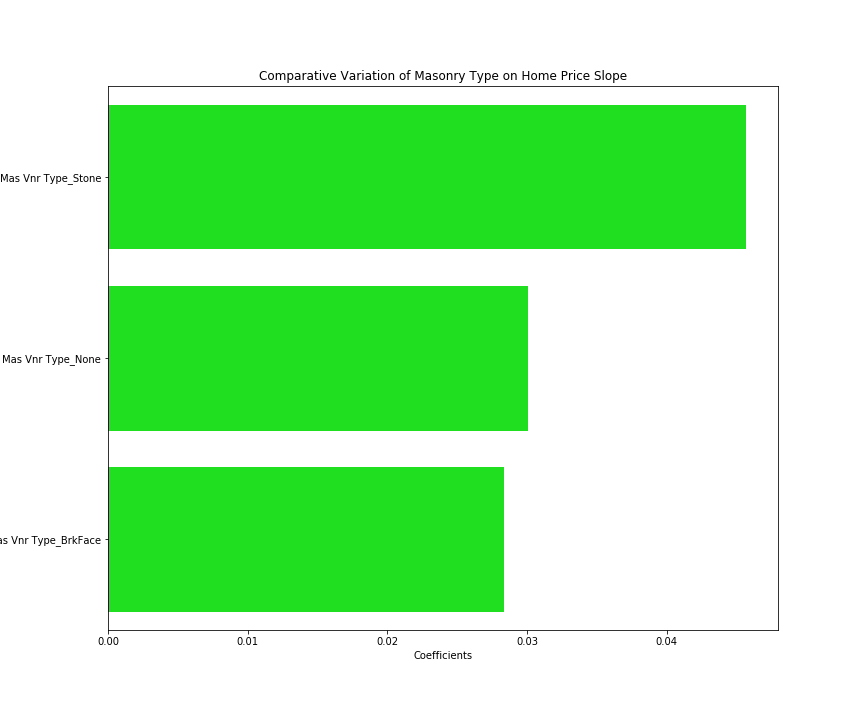 Comparative Variation of Masonry Type on Home Price Slope
Mas Vnr Type_Stone
Mas Vnr Type_None
as Vnr Type_BrkFace
0.00 0.01 0.02 0.03 0.04
Coefficients